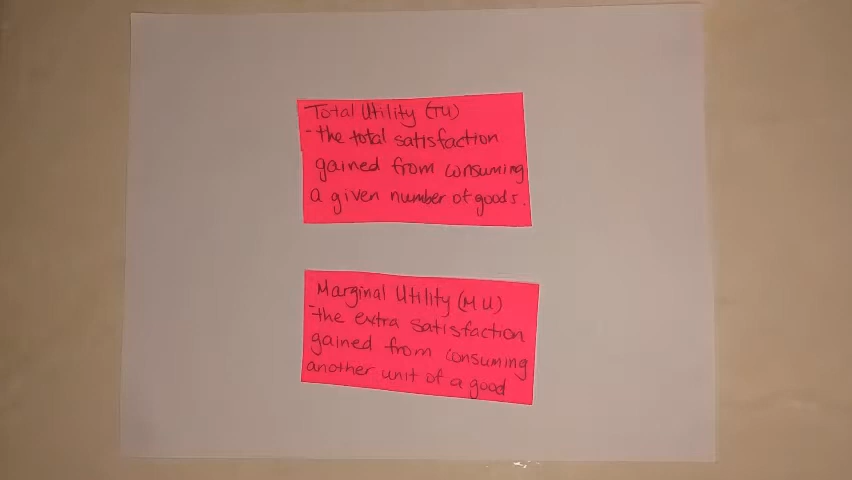 Total Utility (TU)
- the total satisfaction
gained from consuming
a given number of goods.
Marginal Utility (MU)
- the extra satisfaction
gained from consuming
another unit of a good